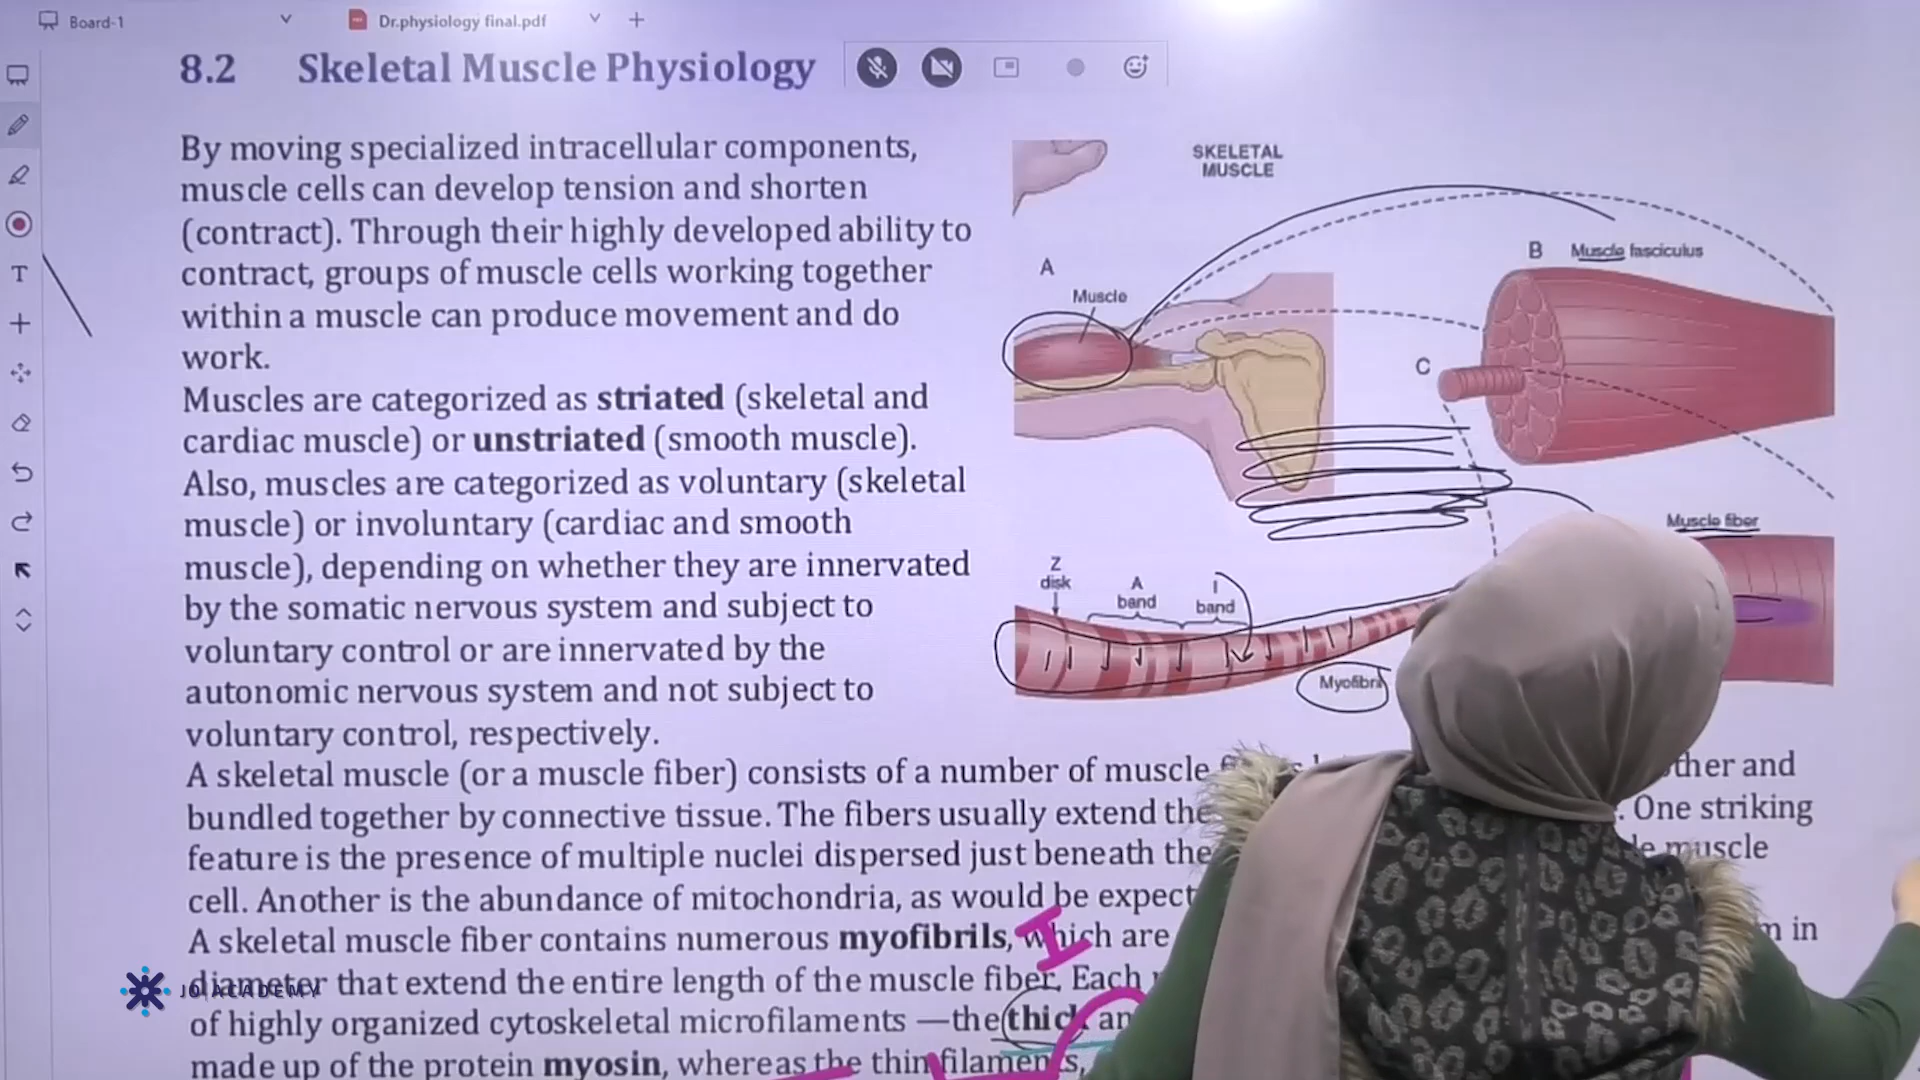 Board-1
Dr.physiology final.pdf
8.2 Skeletal Muscle Physiology
By moving specialized intracellular components,
muscle cells can develop tension and shorten
(contract). Through their highly developed ability to
contract, groups of muscle cells working together
within a muscle can produce movement and do
work.
Muscles are categorized as striated (skeletal and
cardiac muscle) or unstriated (smooth muscle).
Also, muscles are categorized as voluntary (skeletal
muscle) or involuntary (cardiac and smooth
muscle), depending on whether they are innervated
by the somatic nervous system and subject to
voluntary control or are innervated by the
autonomic nervous system and not subject to
voluntary control, respectively.
SKELETAL
MUSCLE
A
Muscle
B Muscle fasciculus
C
Muscle fiber
Z
disk
A
band
I
band
Myofibril
A skeletal muscle (or a muscle fiber) consists of a number of muscle ther and
bundled together by connective tissue. The fibers usually extend the One striking
feature is the presence of multiple nuclei dispersed just beneath the muscle
cell. Another is the abundance of mitochondria, as would be expect
A skeletal muscle fiber contains numerous myofibrils, which are in
diameter that extend the entire length of the muscle fiber. Each
of highly organized cytoskeletal microfilaments —the thick an
made up of the protein myosin, whereas the thin filaments,
I
JO ACADEMY